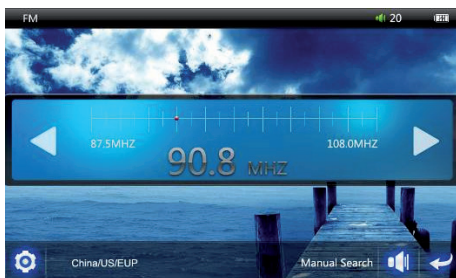 FM
20
87.5MHZ
108.0MHZ
90.8 MHZ
China/US/EUP
Manual Search